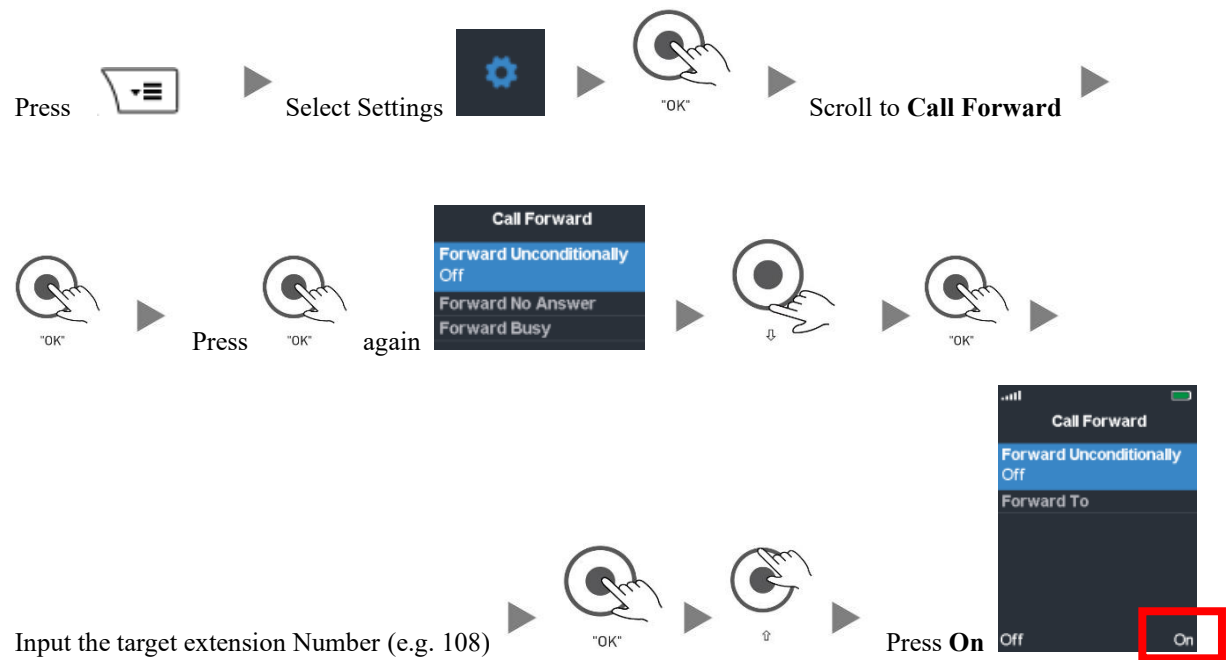 Press Select Settings "OK" Scroll to Call Forward
Call Forward
Forward Unconditionally
Off
Forward No Answer
Forward Busy
"OK" Press "OK" again ⇩ "OK"
Call Forward
Forward Unconditionally
Off
Forward To
Off On
Input the target extension Number (e.g. 108) "OK" ⇧ Press On